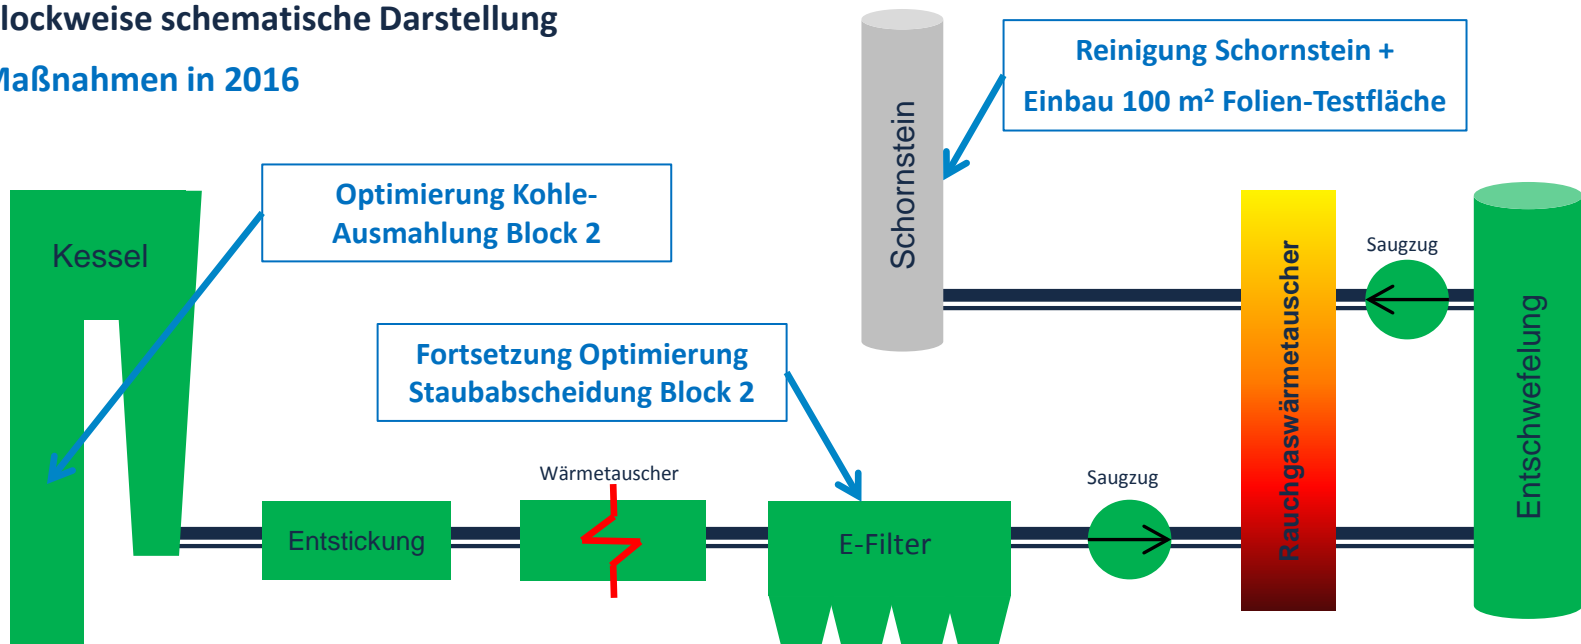 lockweise schematische Darstellung
Maßnahmen in 2016
Reinigung Schornstein +
Einbau 100 m² Folien-Testfläche
Schornstein
Optimierung Kohle-
Ausmahlung Block 2
Kessel
Saugzug
Rauchgaswärmetauscher
Entschwefelung
Fortsetzung Optimierung
Staubabscheidung Block 2
Wärmetauscher
Saugzug
Entstickung
E-Filter